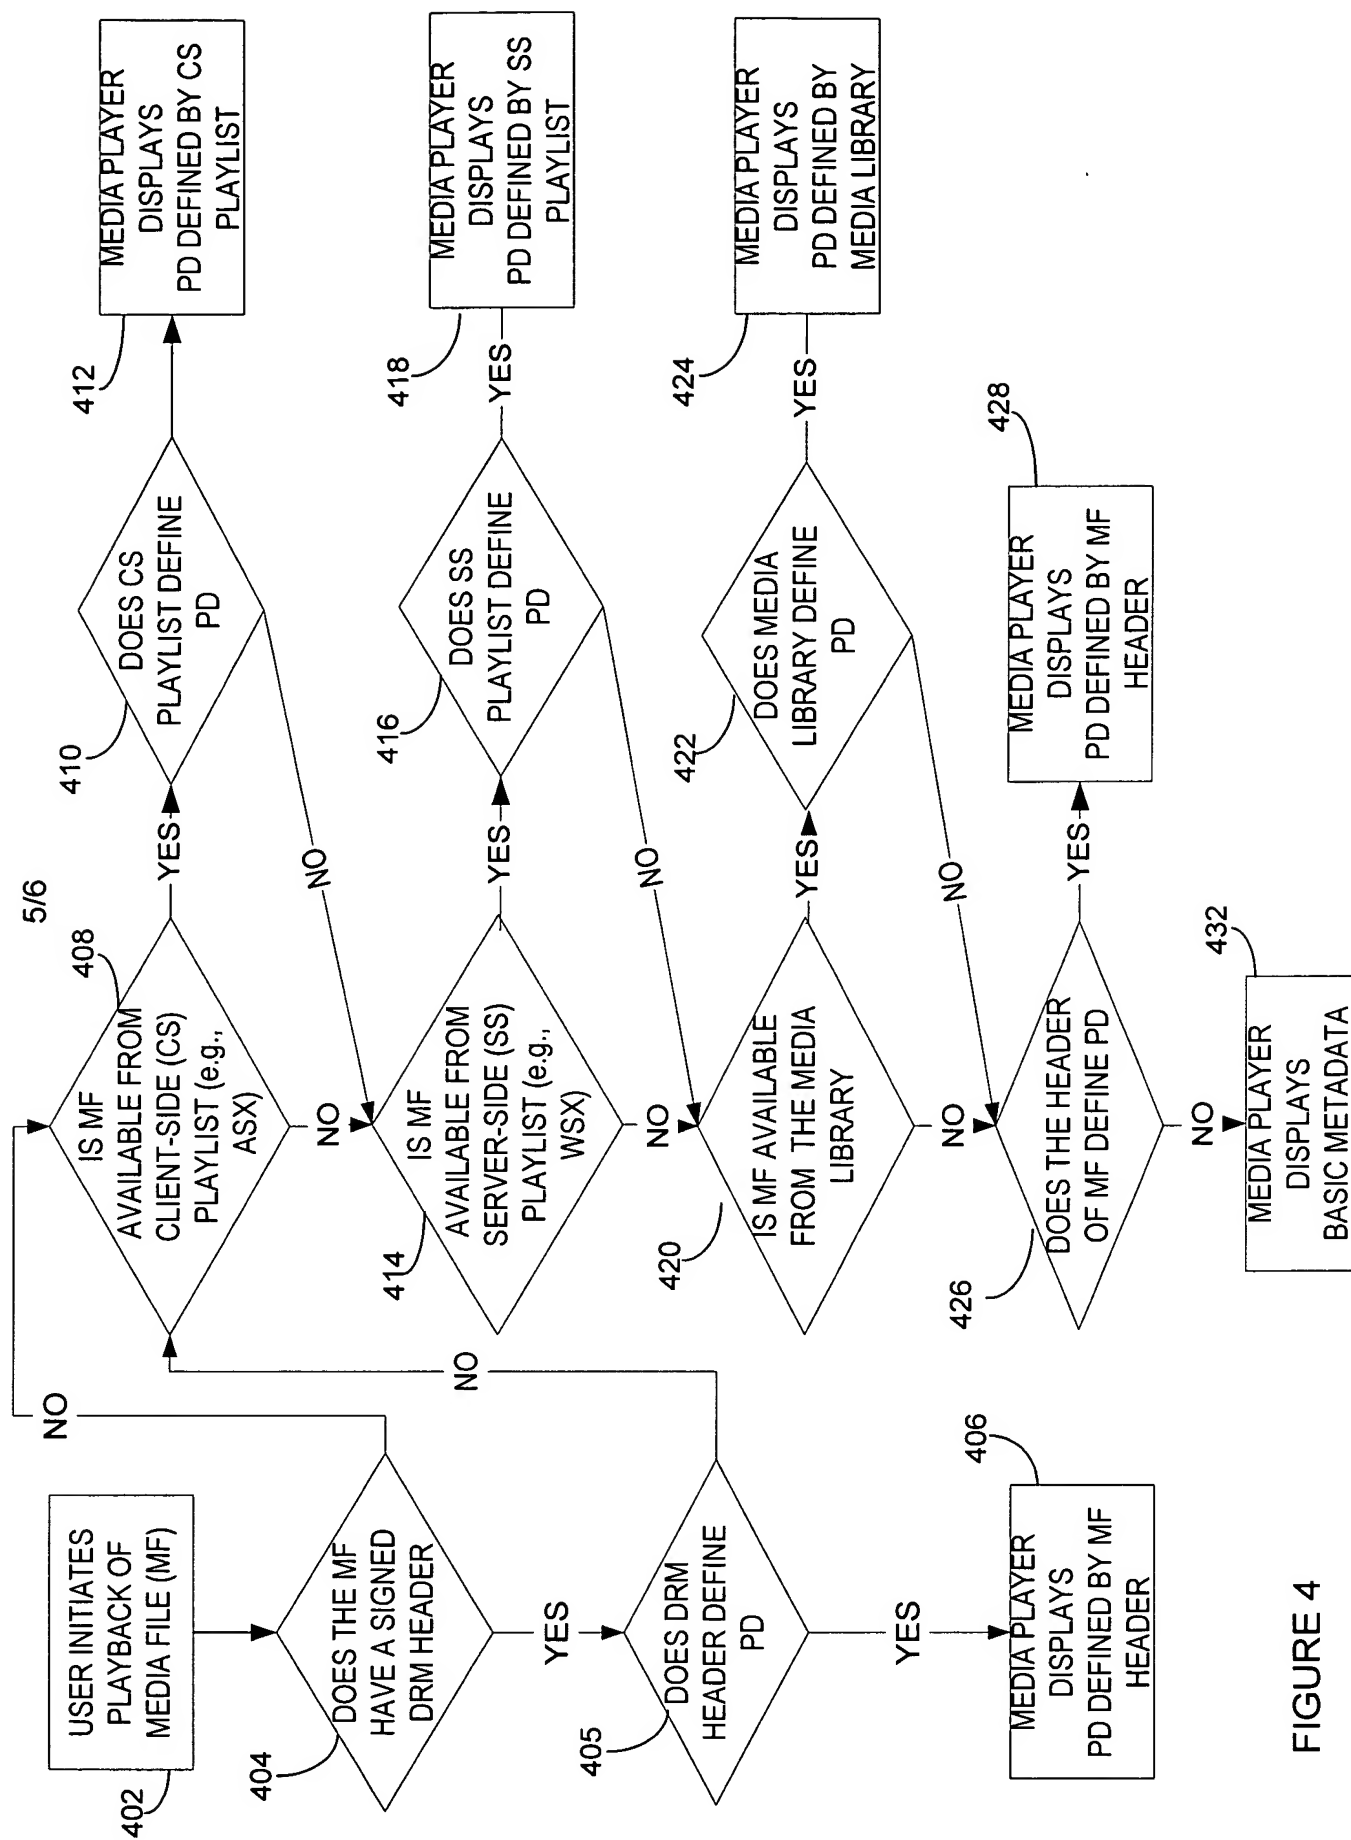 5/6
402
USER INITIATES
PLAYBACK OF
MEDIA FILE (MF)
404
DOES THE MF
HAVE A SIGNED
DRM HEADER
NO
YES
405
DOES DRM
HEADER DEFINE
PD
NO
YES
406
MEDIA PLAYER
DISPLAYS
PD DEFINED BY MF
HEADER
408
IS MF
AVAILABLE FROM
CLIENT-SIDE (CS)
PLAYLIST (e.g.,
ASX)
YES
NO
410
DOES CS
PLAYLIST DEFINE
PD
NO
412
MEDIA PLAYER
DISPLAYS
PD DEFINED BY CS
PLAYLIST
414
IS MF
AVAILABLE FROM
SERVER-SIDE (SS)
PLAYLIST (e.g.,
WSX)
YES
NO
416
DOES SS
PLAYLIST DEFINE
PD
YES
NO
418
MEDIA PLAYER
DISPLAYS
PD DEFINED BY SS
PLAYLIST
420
IS MF AVAILABLE
FROM THE MEDIA
LIBRARY
YES
NO
422
DOES MEDIA
LIBRARY DEFINE
PD
YES
NO
424
MEDIA PLAYER
DISPLAYS
PD DEFINED BY
MEDIA LIBRARY
426
DOES THE HEADER
OF MF DEFINE PD
YES
NO
428
MEDIA PLAYER
DISPLAYS
PD DEFINED BY MF
HEADER
432
MEDIA PLAYER
DISPLAYS
BASIC METADATA
FIGURE 4